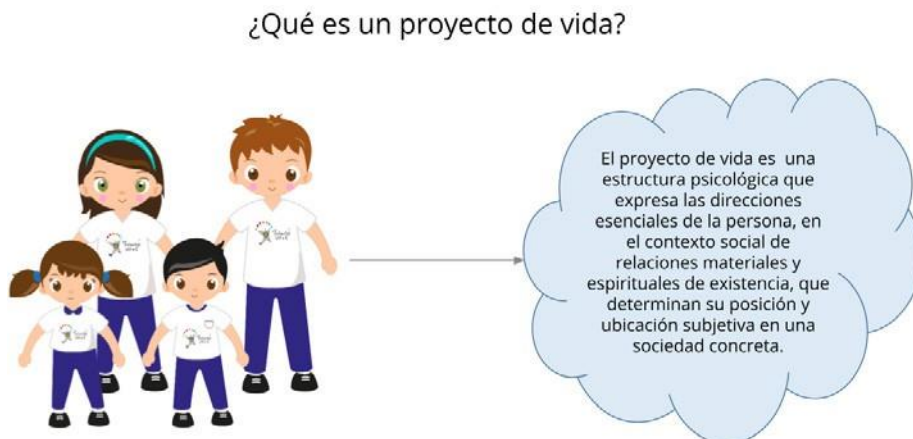 ¿Qué es un proyecto de vida?
El proyecto de vida es una
estructura psicológica que
expresa las direcciones
esenciales de la persona, en
el contexto social de
relaciones materiales y
espirituales de existencia, que
determinan su posición y
ubicación subjetiva en una
sociedad concreta.